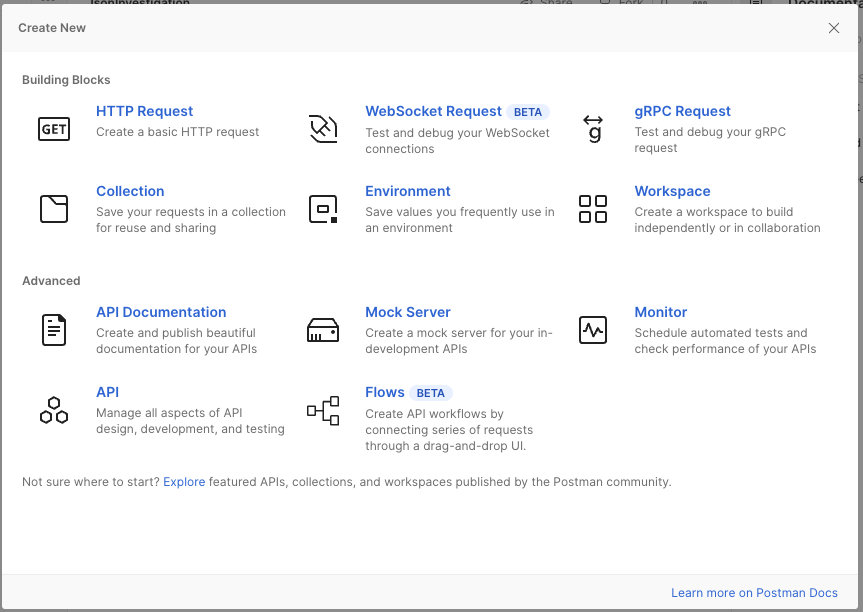 JsonInvestigation
Share
Fork
Create New
Building Blocks
GET
HTTP Request
Create a basic HTTP request
WebSocket Request BETA
Test and debug your WebSocket
connections
g
gRPC Request
Test and debug your gRPC
request
Collection
Save your requests in a collection
for reuse and sharing
Environment
Save values you frequently use in
an environment
Workspace
Create a workspace to build
independently or in collaboration
Advanced
API Documentation
Create and publish beautiful
documentation for your APIs
Mock Server
Create a mock server for your in-
development APIs
Monitor
Schedule automated tests and
check performance of your APIs
API
Manage all aspects of API
design, development, and testing
Flows BETA
Create API workflows by
connecting series of requests
through a drag-and-drop UI.
Not sure where to start? Explore featured APIs, collections, and workspaces published by the Postman community.
Learn more on Postman Docs